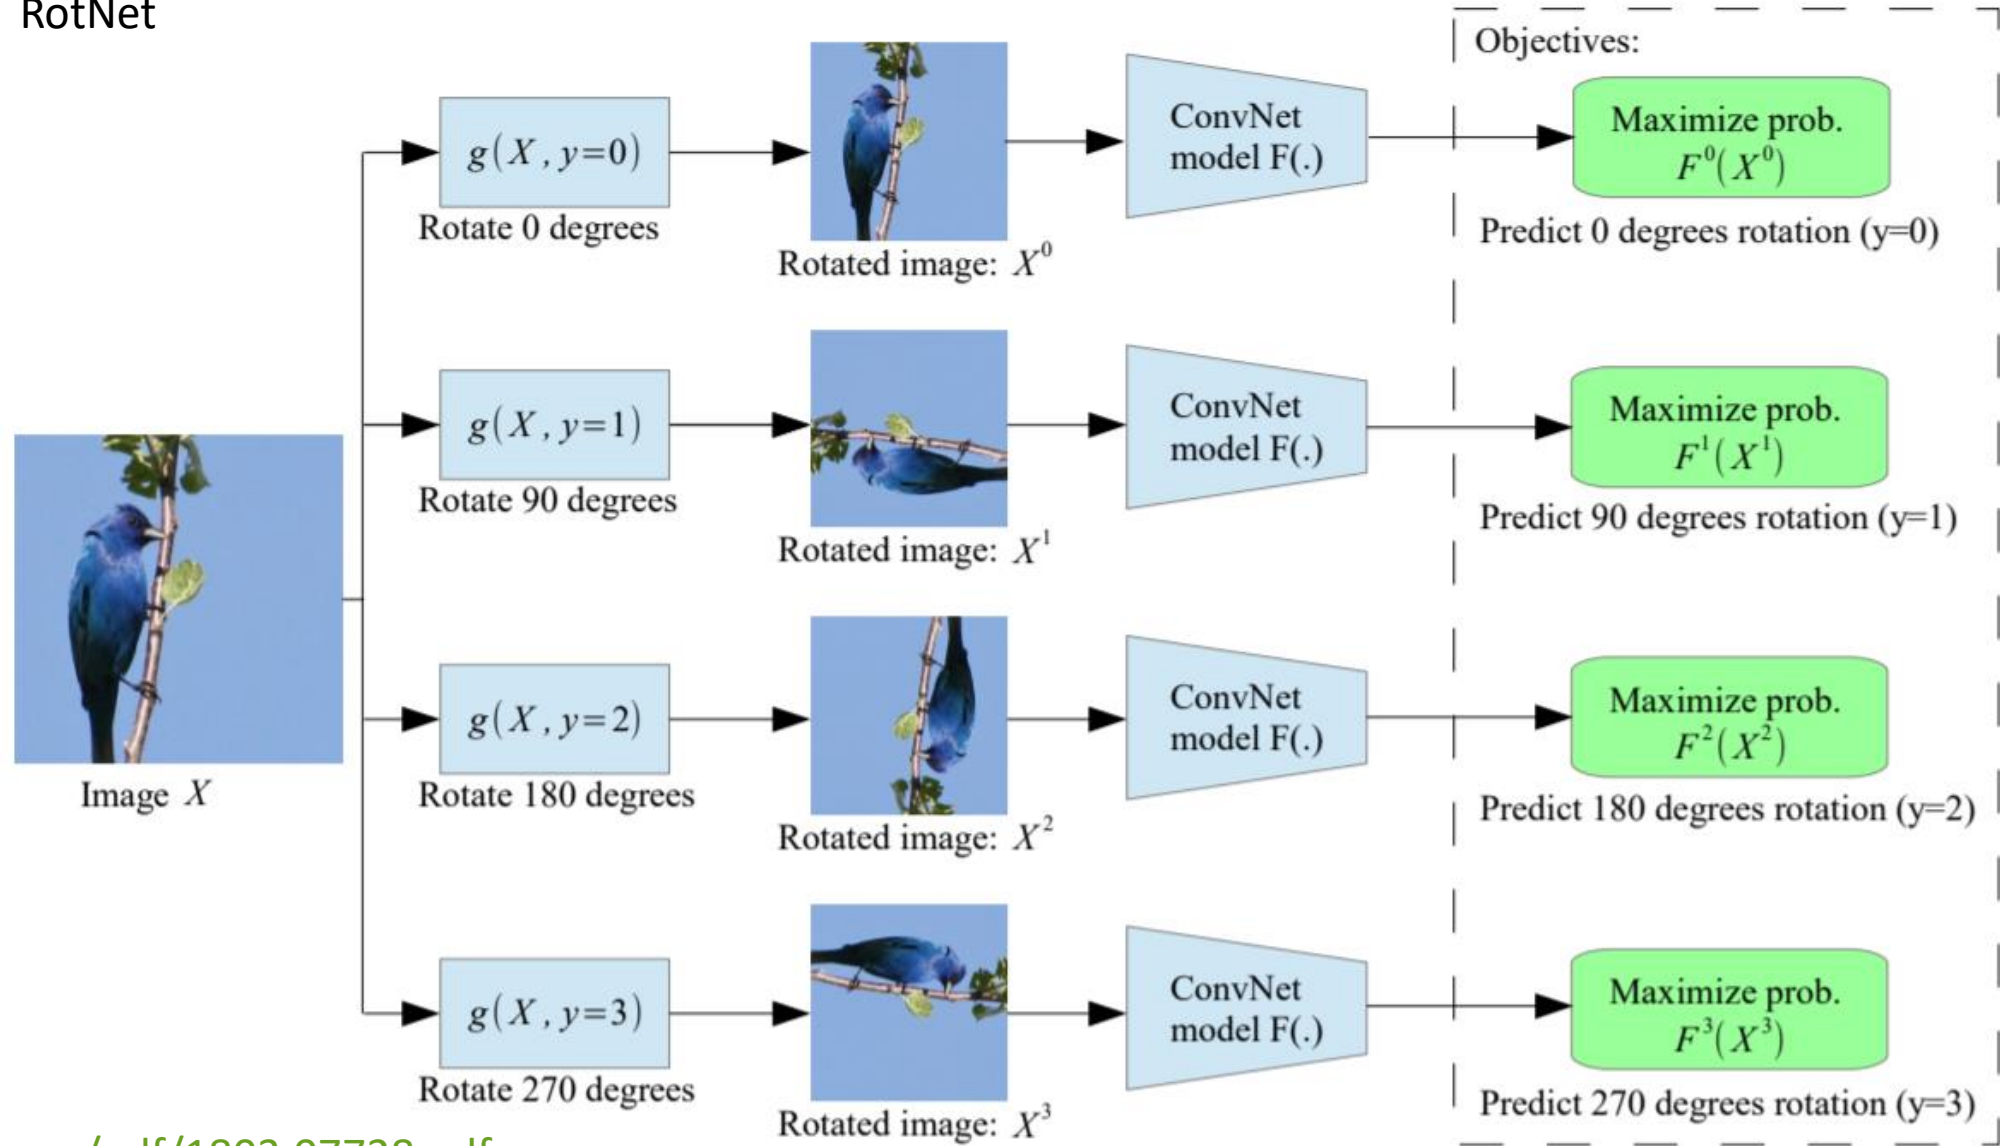 RotNet
Objectives:
g(X, y=0)
Rotate 0 degrees
Rotated image: X⁰
ConvNet
model F(.)
Maximize prob.
F⁰(X⁰)
Predict 0 degrees rotation (y=0)
g(X, y=1)
Rotate 90 degrees
Rotated image: X¹
ConvNet
model F(.)
Maximize prob.
F¹(X¹)
Predict 90 degrees rotation (y=1)
Image X
g(X, y=2)
Rotate 180 degrees
Rotated image: X²
ConvNet
model F(.)
Maximize prob.
F²(X²)
Predict 180 degrees rotation (y=2)
g(X, y=3)
Rotate 270 degrees
Rotated image: X³
ConvNet
model F(.)
Maximize prob.
F³(X³)
Predict 270 degrees rotation (y=3)